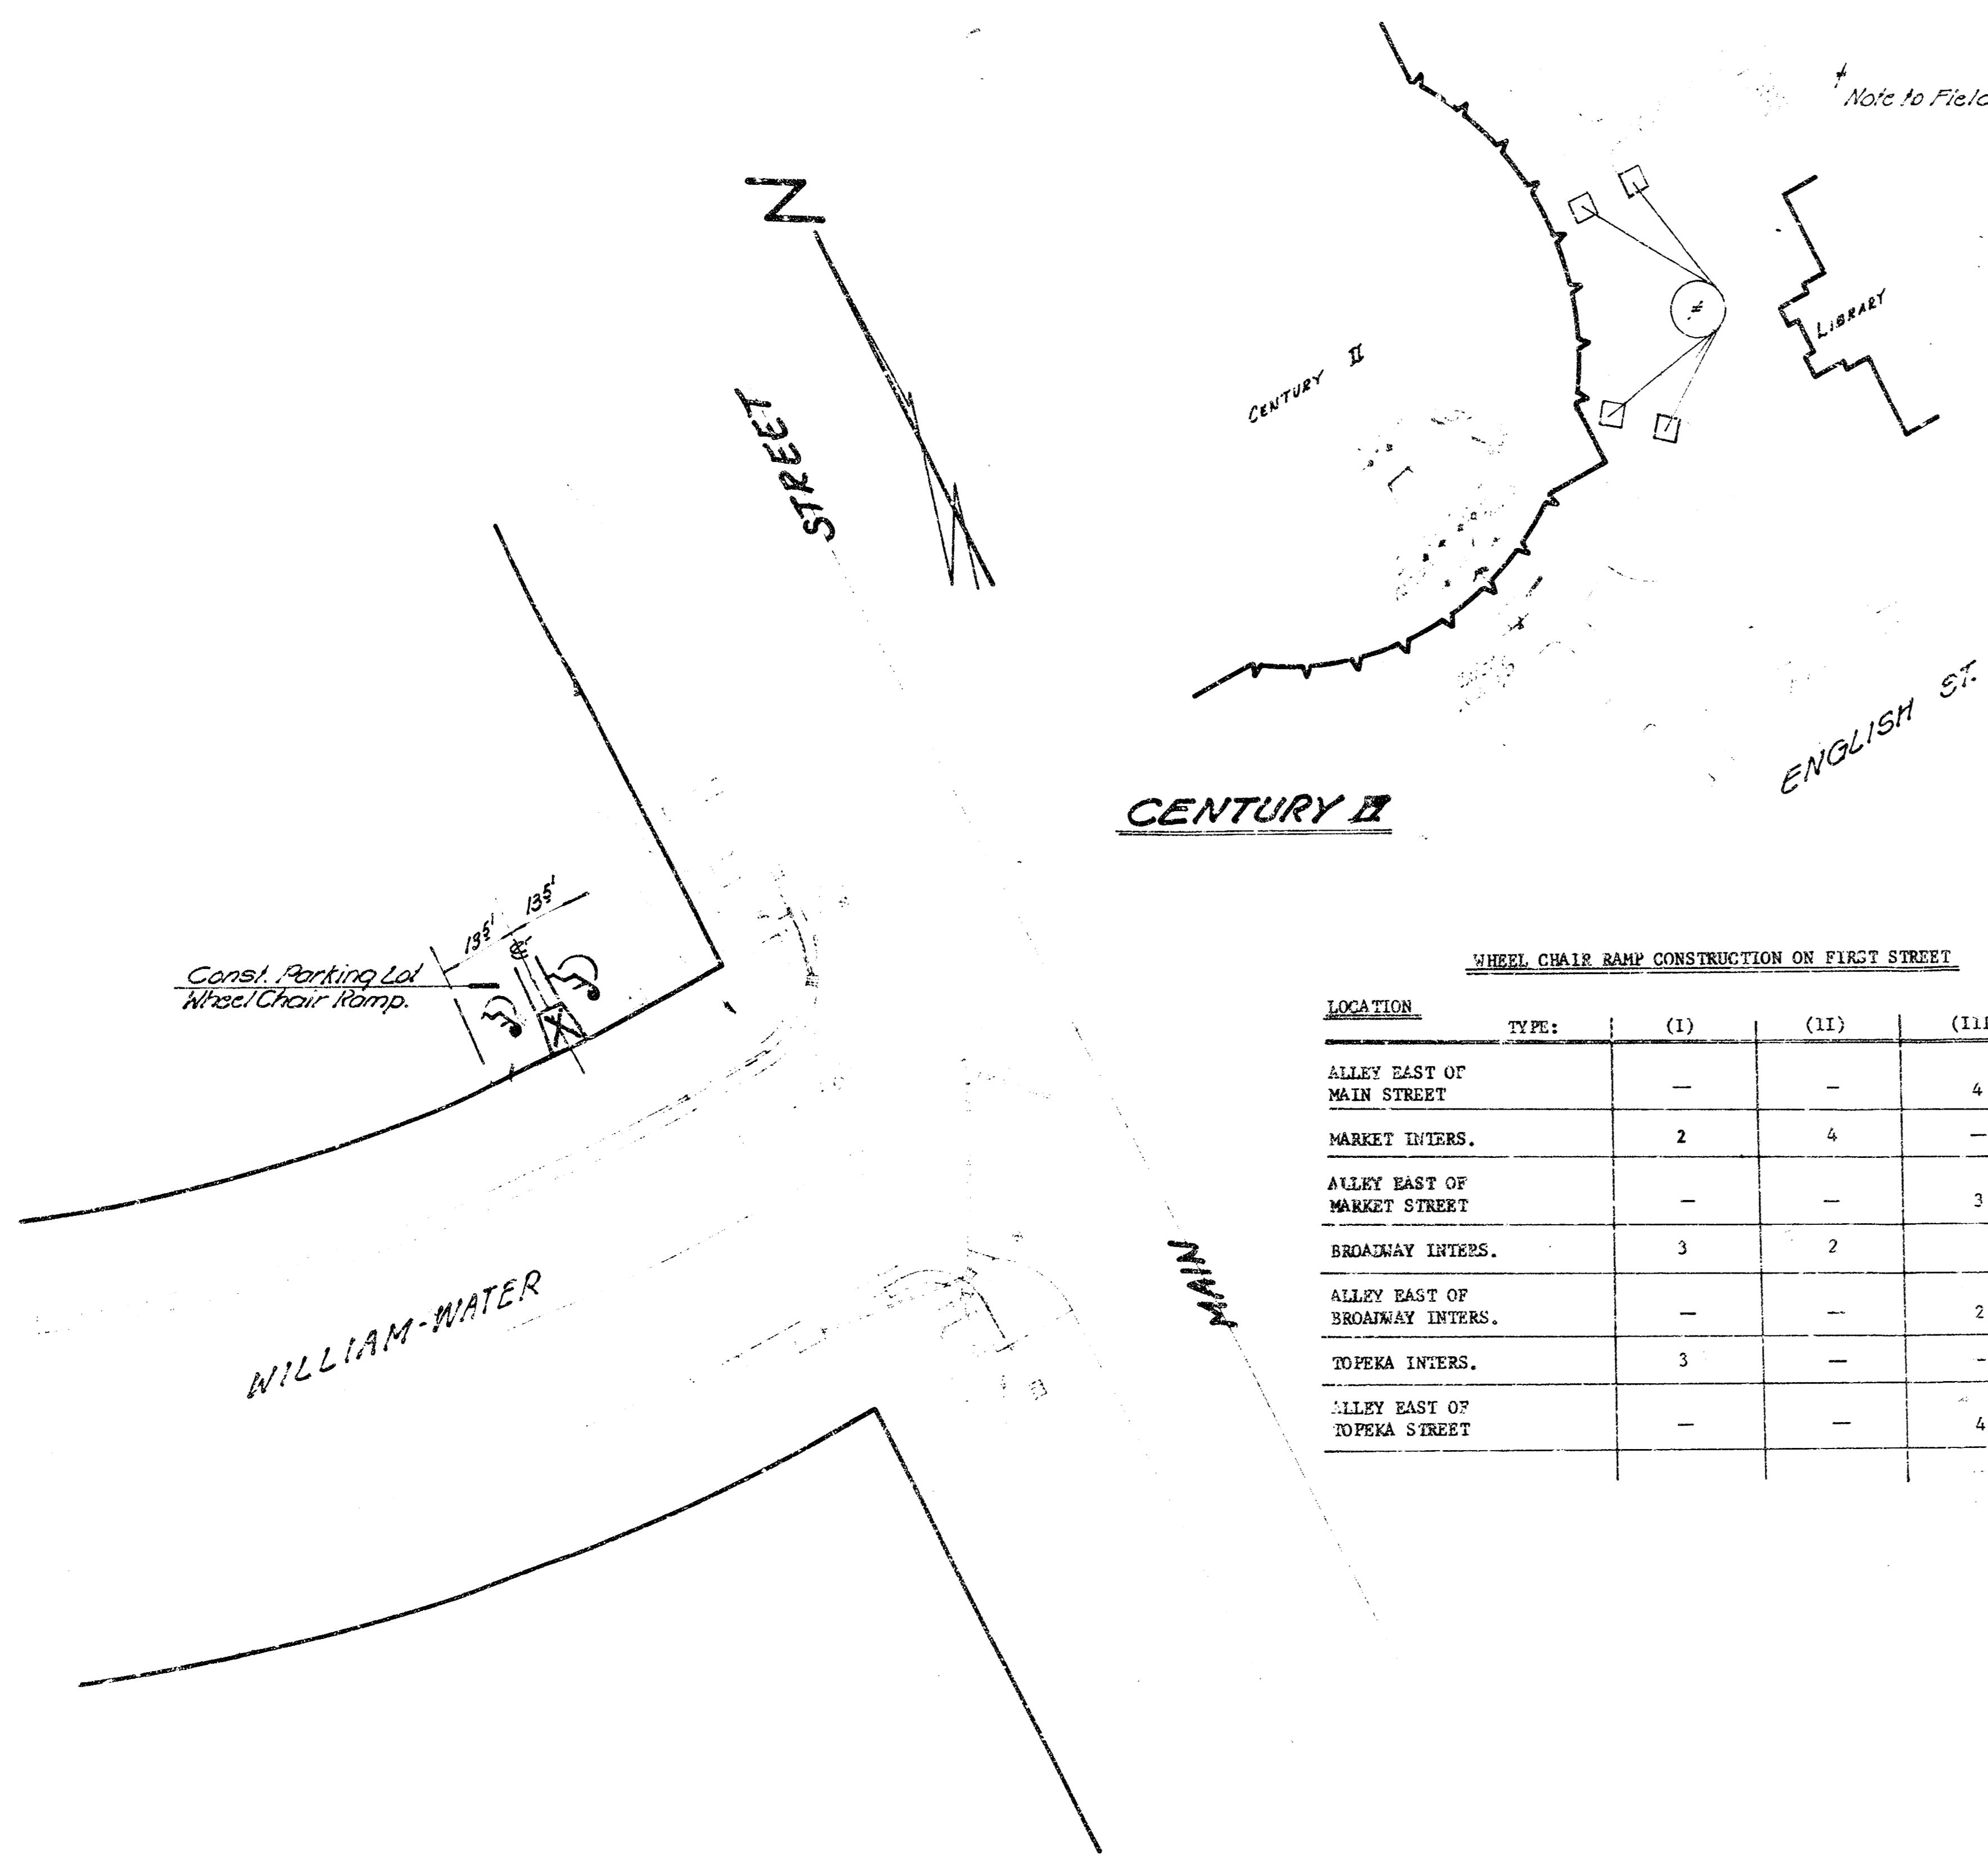 N
STREET
Note to Field
LIBRARY
CENTURY II
ENGLISH ST.
CENTURY II
13⁵'
13⁵'
℄
Const. Parking Lot
Wheel Chair Ramp.
WILLIAM-WATER
MAIN
WHEEL CHAIR RAMP CONSTRUCTION ON FIRST STREET
LOCATION
TYPE: (I) (II) (III
ALLEY EAST OF
MAIN STREET — — 4
MARKET INTERS. 2 4 —
ALLEY EAST OF
MARKET STREET — — 3
BROADWAY INTERS. 3 2
ALLEY EAST OF
BROADWAY INTERS. — — 2
TOPEKA INTERS. 3 — -
ALLEY EAST OF
TOPEKA STREET — — 4